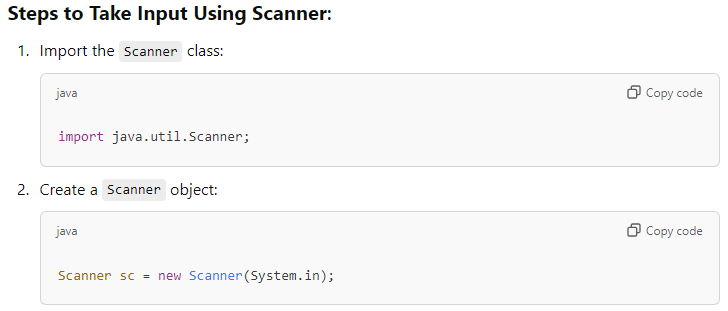 Steps to Take Input Using Scanner:
1. Import the Scanner class:
java Copy code
import java.util.Scanner;
2. Create a Scanner object:
java Copy code
Scanner sc = new Scanner(System.in);